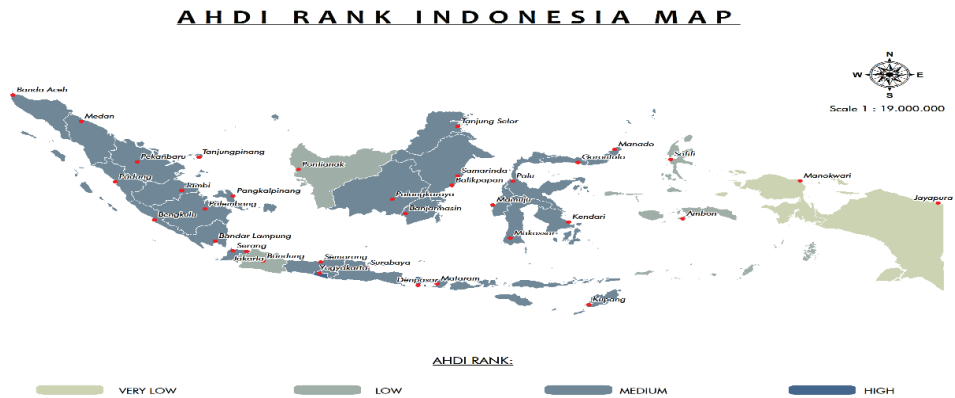 AHDI RANK INDONESIA MAP
N
W E
S
Scale 1 : 19.000.000
Banda Aceh
Medan
Tanjung Selor
Manado
Sofifi
Gorontalo
Pekanbaru
Tanjungpinang
Pontianak
Samarinda
Balikpapan
Palu
Manokwari
Padang
Jambi
Pangkalpinang
Palangkaraya
Mamuju
Jayapura
Palembang
Banjarmasin
Bengkulu
Kendari
Ambon
Bandar Lampung
Makassar
Serang
Jakarta
Bandung
Semarang
Surabaya
Yogyakarta
Denpasar
Mataram
Kupang
AHDI RANK:
VERY LOW
LOW
MEDIUM
HIGH